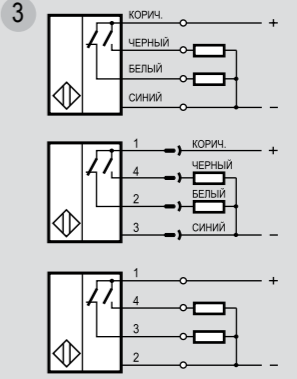 3
КОРИЧ. +
ЧЕРНЫЙ
БЕЛЫЙ
СИНИЙ −
1 КОРИЧ. +
4 ЧЕРНЫЙ
2 БЕЛЫЙ
3 СИНИЙ −
1 +
4
3
2 −